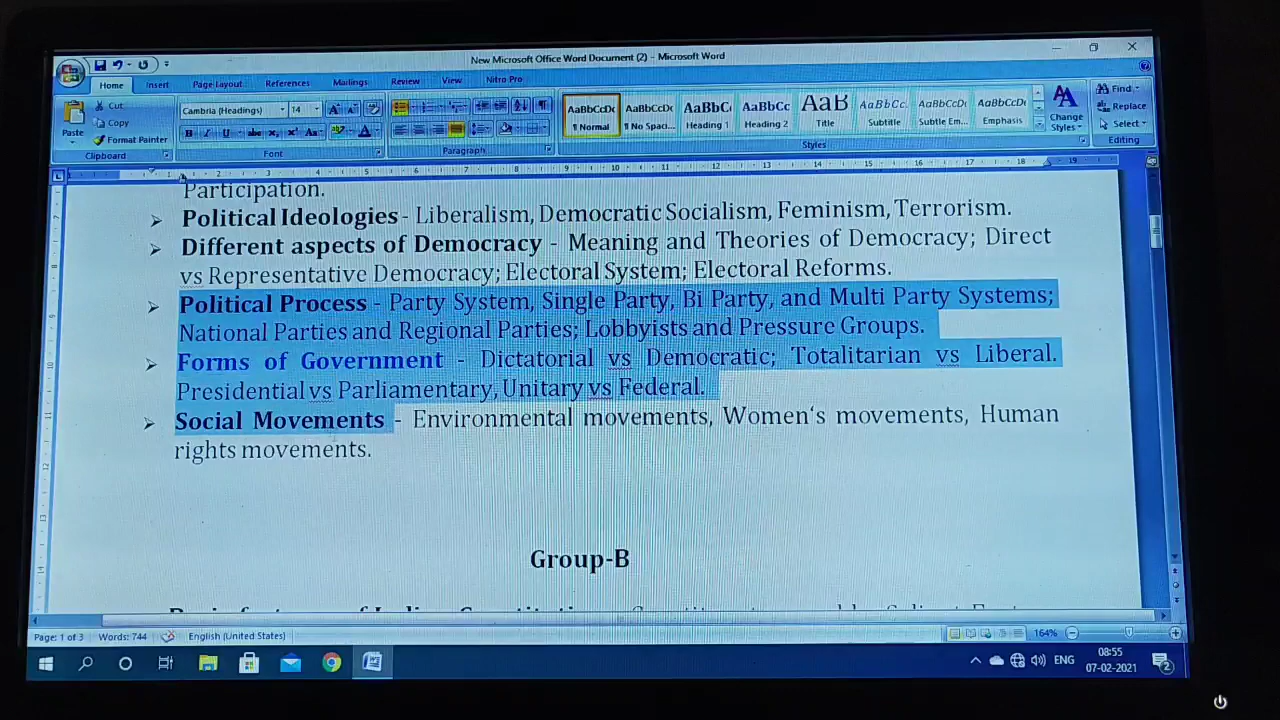 New Microsoft Office Word Document (2) - Microsoft Word
Home Insert Page Layout References Mailings Review View Nitro Pro
Cut
Copy
Format Painter
Paste
Clipboard
Cambria (Headings) 14
Font
Paragraph
AaBbCcDc AaBbCcDc AaBbC AaBbCc AaB AaBbCc. AaBbCcDc AaBbCcDc
¶ Normal ¶ No Spac... Heading 1 Heading 2 Title Subtitle Subtle Em... Emphasis
Styles
Change
Styles
Find
Replace
Select
Editing
Participation.
➢ Political Ideologies - Liberalism, Democratic Socialism, Feminism, Terrorism.
➢ Different aspects of Democracy - Meaning and Theories of Democracy; Direct
vs Representative Democracy; Electoral System; Electoral Reforms.
➢ Political Process - Party System, Single Party, Bi Party, and Multi Party Systems;
National Parties and Regional Parties; Lobbyists and Pressure Groups.
➢ Forms of Government - Dictatorial vs Democratic; Totalitarian vs Liberal.
Presidential vs Parliamentary, Unitary vs Federal.
➢ Social Movements - Environmental movements, Women‘s movements, Human
rights movements.
Group-B
Page: 1 of 3 Words: 744 English (United States) 164%
ENG 08:55
07-02-2021
2